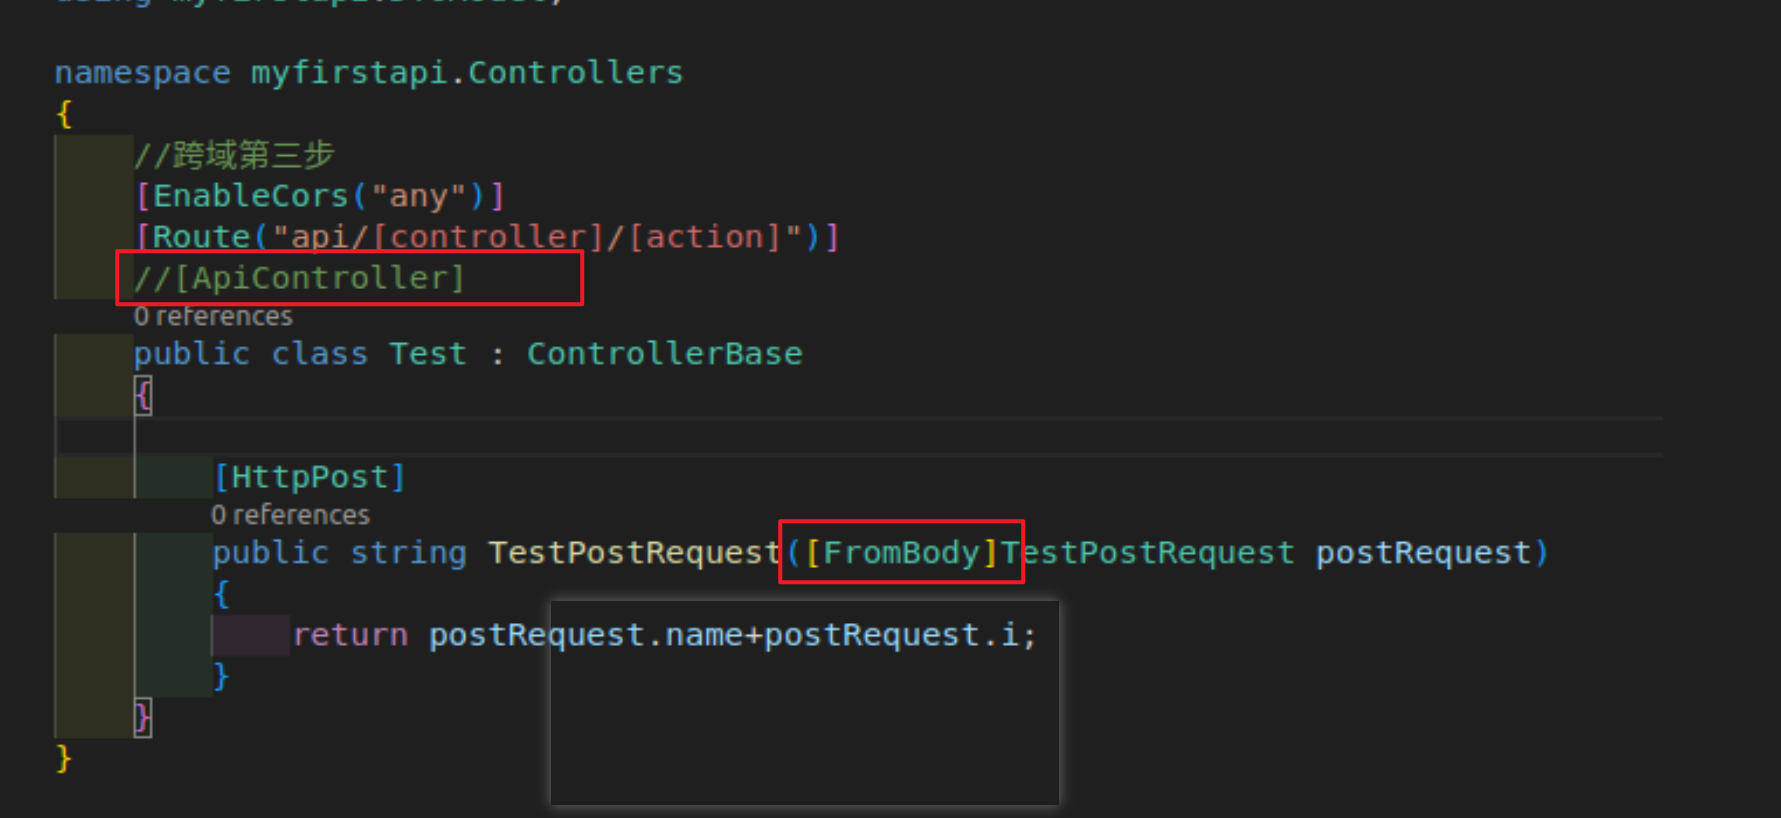 namespace myfirstapi.Controllers
{
//跨域第三步
[EnableCors("any")]
[Route("api/[controller]/[action]")]
//[ApiController]
0 references
public class Test : ControllerBase
{
[HttpPost]
0 references
public string TestPostRequest([FromBody]TestPostRequest postRequest)
{
return postRequest.name+postRequest.i;
}
}
}